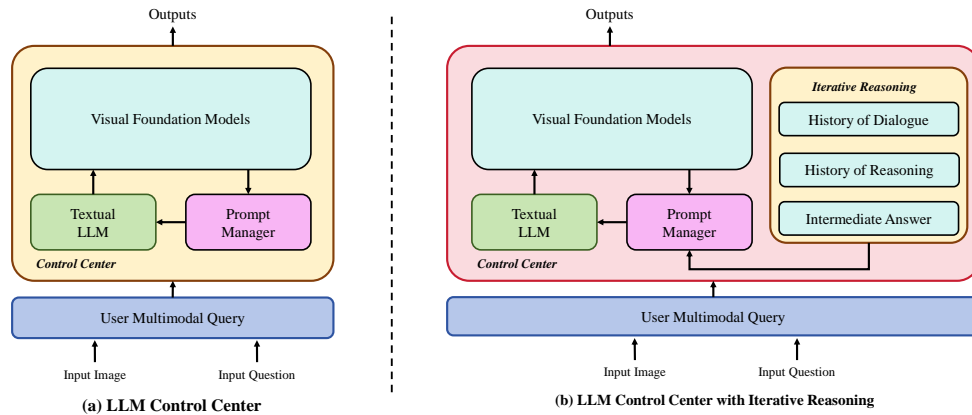 Outputs
Visual Foundation Models
Textual
LLM
Prompt
Manager
Control Center
User Multimodal Query
Input Image
Input Question
(a) LLM Control Center
Outputs
Visual Foundation Models
Iterative Reasoning
History of Dialogue
History of Reasoning
Intermediate Answer
Textual
LLM
Prompt
Manager
Control Center
User Multimodal Query
Input Image
Input Question
(b) LLM Control Center with Iterative Reasoning